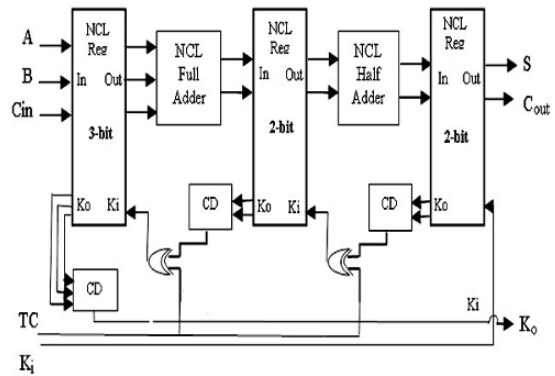 A
B
Cin
NCL
Reg
In Out
3-bit
Ko Ki
NCL
Full
Adder
NCL
Reg
In Out
2-bit
Ko Ki
NCL
Half
Adder
NCL
Reg
In Out
2-bit
Ko
S
Cout
CD
CD
CD
TC
Ki
Ki
Ko